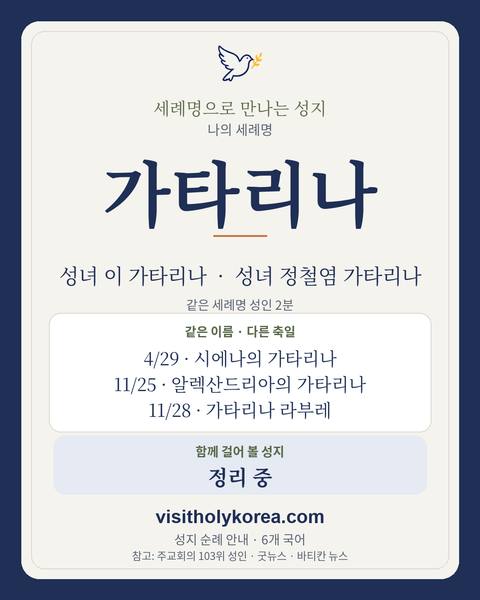 세례명으로 만나는 성지
나의 세례명
가타리나
성녀 이 가타리나 · 성녀 정철염 가타리나
같은 세례명 성인 2분
같은 이름 · 다른 축일
4/29 · 시에나의 가타리나
11/25 · 알렉산드리아의 가타리나
11/28 · 가타리나 라부레
함께 걸어 볼 성지
정리 중
visitholykorea.com
성지 순례 안내 · 6개 국어
참고: 주교회의 103위 성인 · 굿뉴스 · 바티칸 뉴스